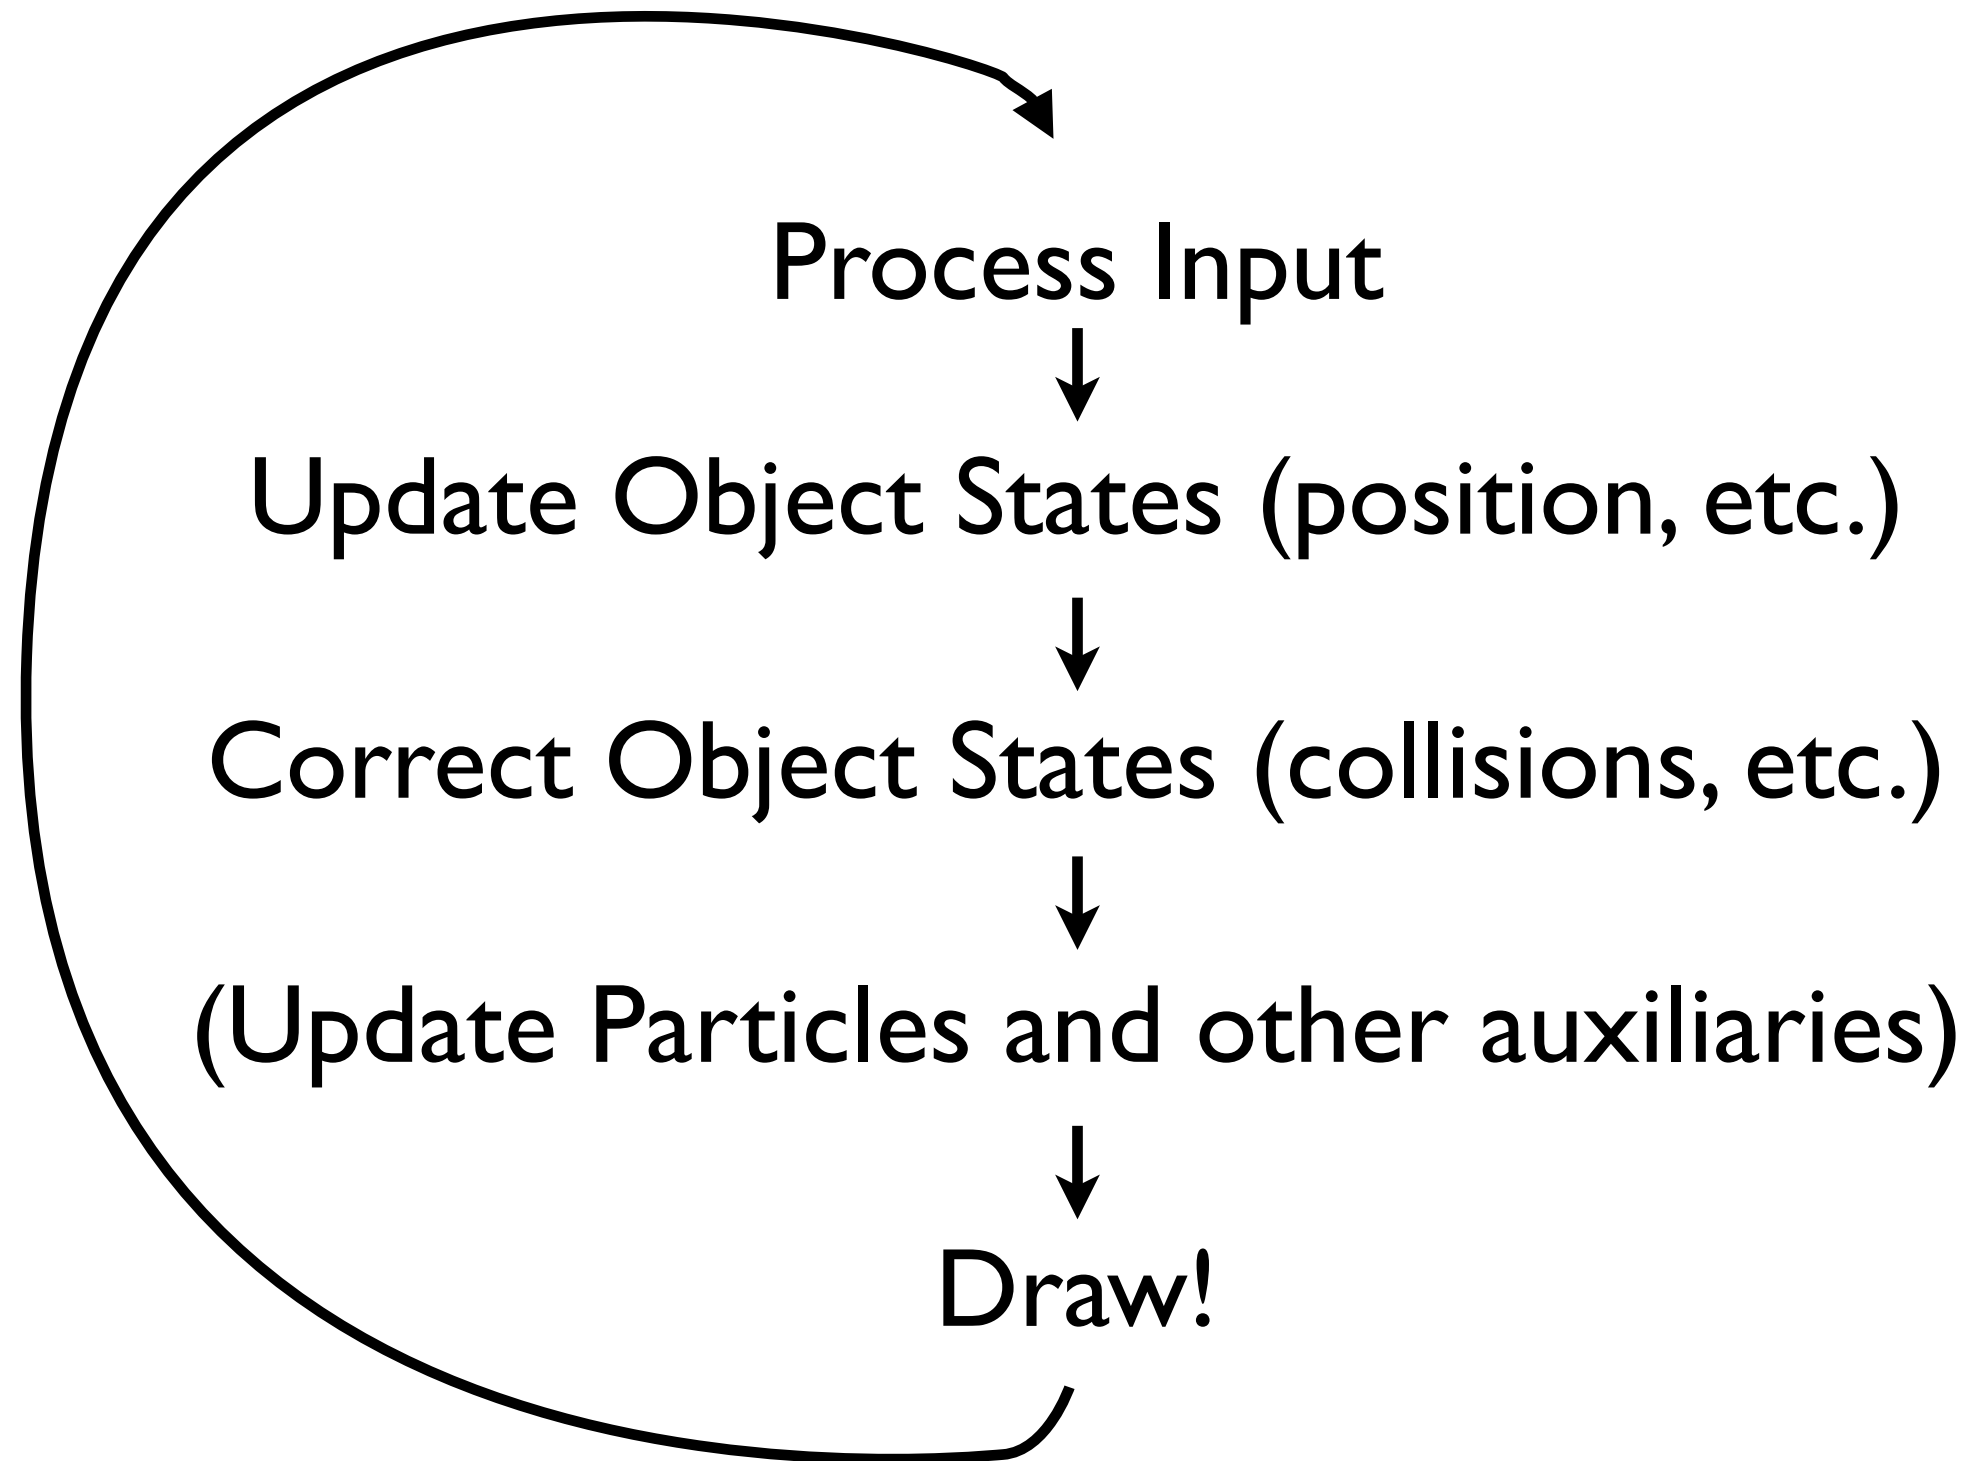 Process Input
Update Object States (position, etc.)
Correct Object States (collisions, etc.)
(Update Particles and other auxiliaries)
Draw!